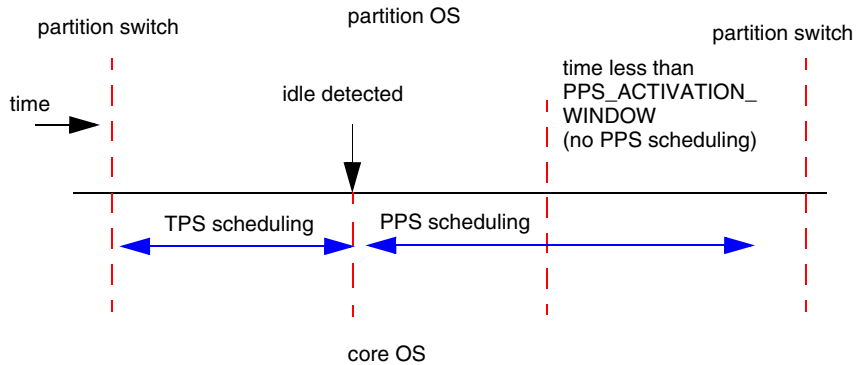 partition OS
partition switch
partition switch
time less than
PPS_ACTIVATION_
WINDOW
(no PPS scheduling)
idle detected
time
TPS scheduling
PPS scheduling
core OS